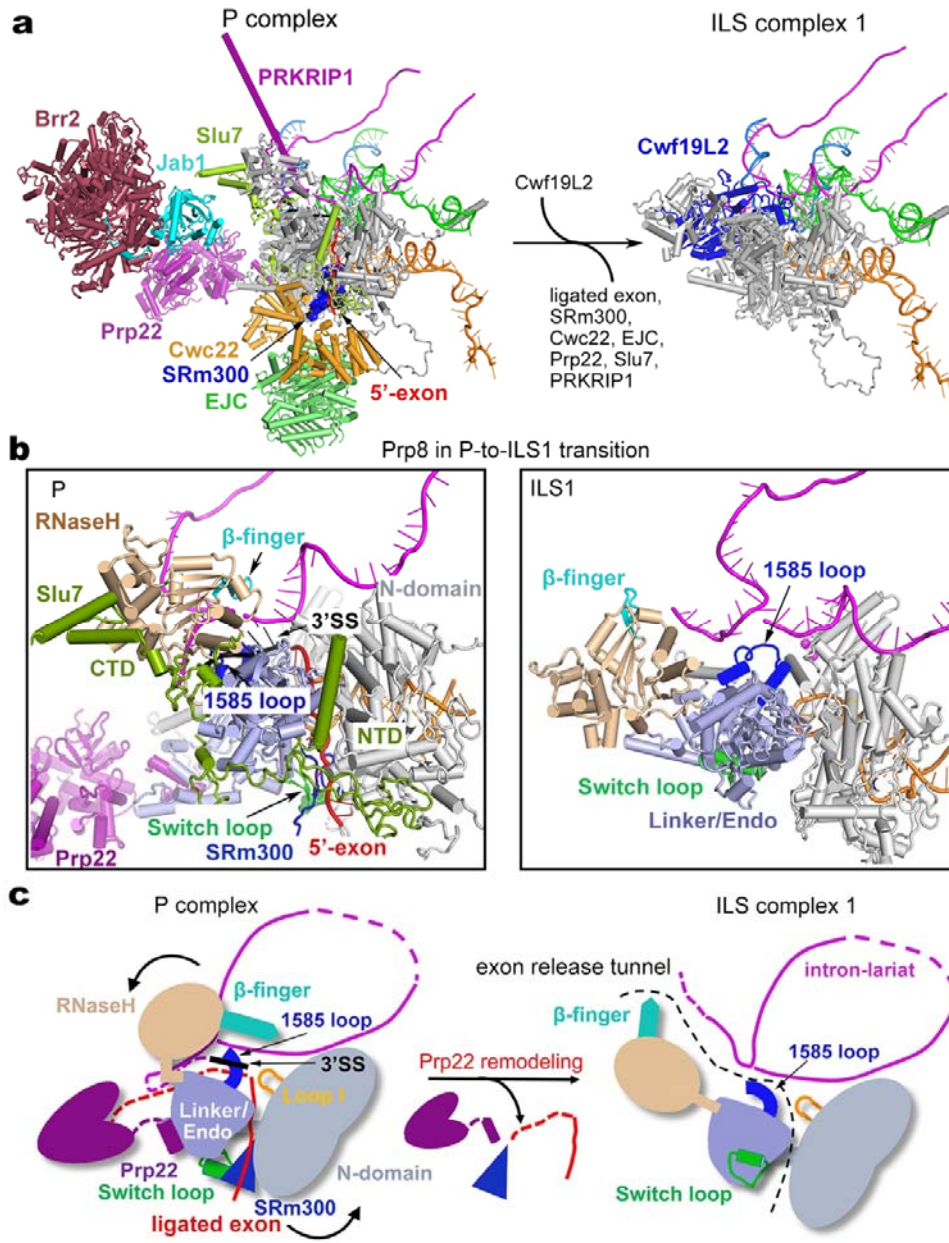 a
P complex
ILS complex 1
PRKRIP1
Brr2
Slu7
Jab1
Prp22
Cwc22
SRm300
EJC
5’-exon
Cwf19L2
ligated exon,
SRm300,
Cwc22, EJC,
Prp22, Slu7,
PRKRIP1
Cwf19L2
b
Prp8 in P-to-ILS1 transition
P
RNaseH
β-finger
N-domain
Slu7
3’SS
CTD
1585 loop
NTD
Switch loop
SRm300
5’-exon
Prp22
ILS1
β-finger
1585 loop
Switch loop
Linker/Endo
c
P complex
ILS complex 1
RNaseH
β-finger
1585 loop
3’SS
Loop I
Linker/
Endo
Prp22
N-domain
Switch loop
SRm300
ligated exon
Prp22 remodeling
exon release tunnel
intron-lariat
β-finger
1585 loop
Switch loop